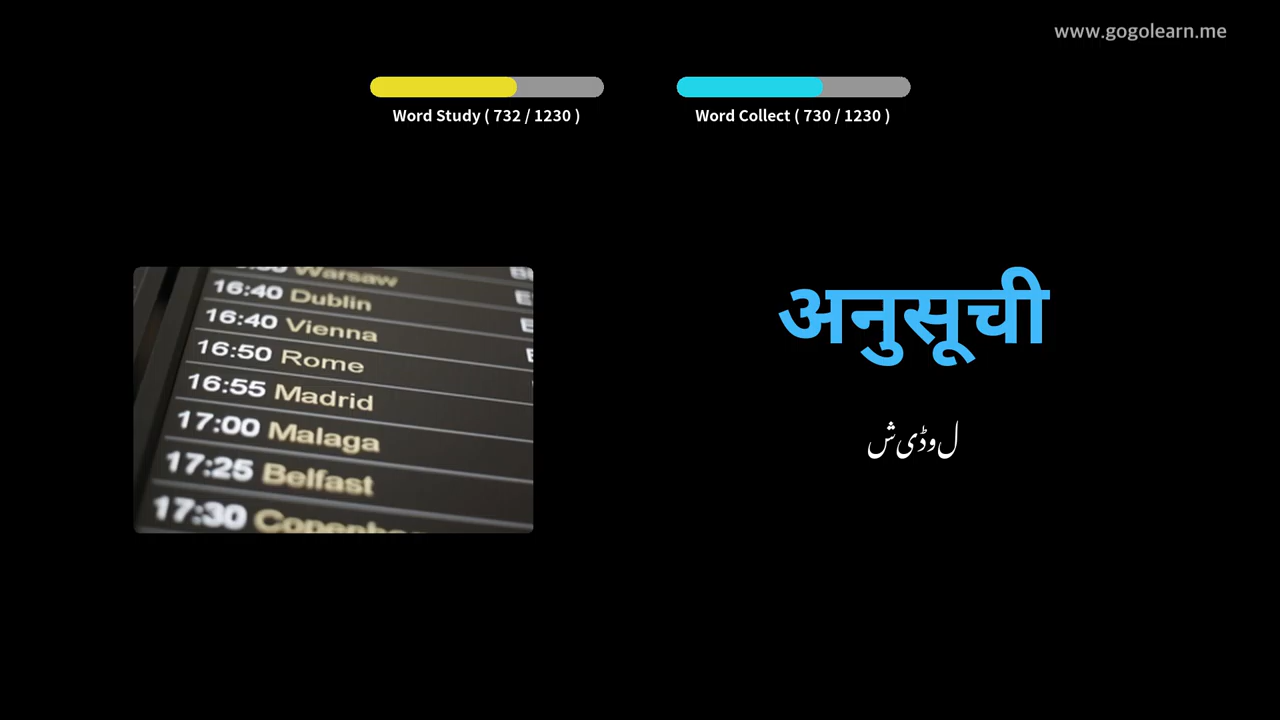 www.gogolearn.me
Word Study ( 732 / 1230 )
Word Collect ( 730 / 1230 )
Warsaw
16:40 Dublin
16:40 Vienna
16:50 Rome
16:55 Madrid
17:00 Malaga
17:25 Belfast
17:30
अनुसूची
ل وڈی ش